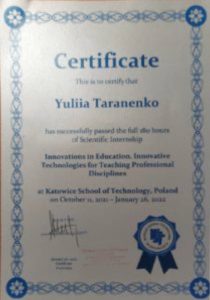 Certificate
This is to certify that
Yuliia Taranenko
has successfully passed the full 180 hours
of Scientific Internship
Innovations in Education. Innovative
Technologies for Teaching Professional
Disciplines
at Katowice School of Technology, Poland
on October 11, 2021 – January 26, 2022